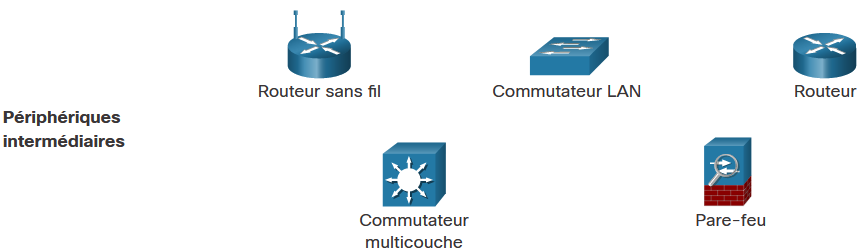 Routeur sans fil
Commutateur LAN
Routeur
Périphériques
intermédiaires
Commutateur
multicouche
Pare-feu